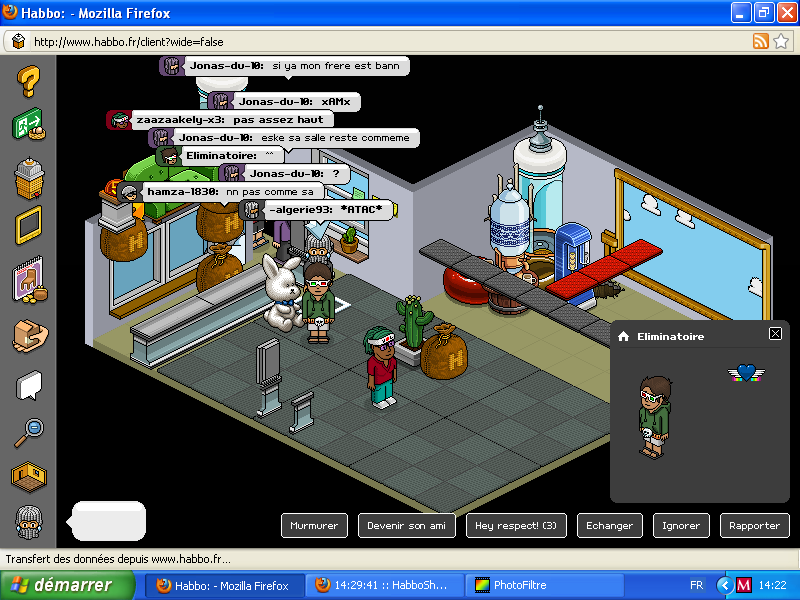 Habbo: - Mozilla Firefox
http://www.habbo.fr/client?wide=false
Jonas-du-10: si ya mon frere est bann
Jonas-du-10: xAMx
zaazaakely-x3: pas assez haut
Jonas-du-10: eske sa salle reste commeme
Eliminatoire: ^^
Jonas-du-10: ?
hamza-1830: nn pas comme sa
-algerie93: *ATAC*
H
H
H
H
Eliminatoire
Murmurer
Devenir son ami
Hey respect! (3)
Echanger
Ignorer
Rapporter
Transfert des données depuis www.habbo.fr...
démarrer
Habbo: - Mozilla Firefox
14:29:41 :: HabboSh...
PhotoFiltre
FR
M
14:22